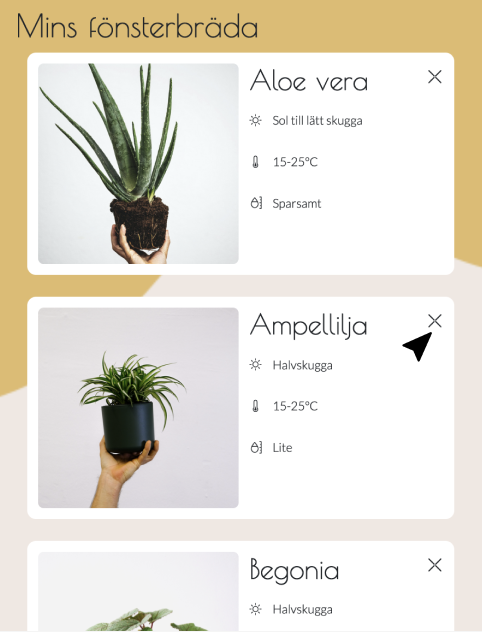 Mins fönsterbräda
Aloe vera
Sol till lätt skugga
15-25°C
Sparsamt
Ampellilja
Halvskugga
15-25°C
Lite
Begonia
Halvskugga